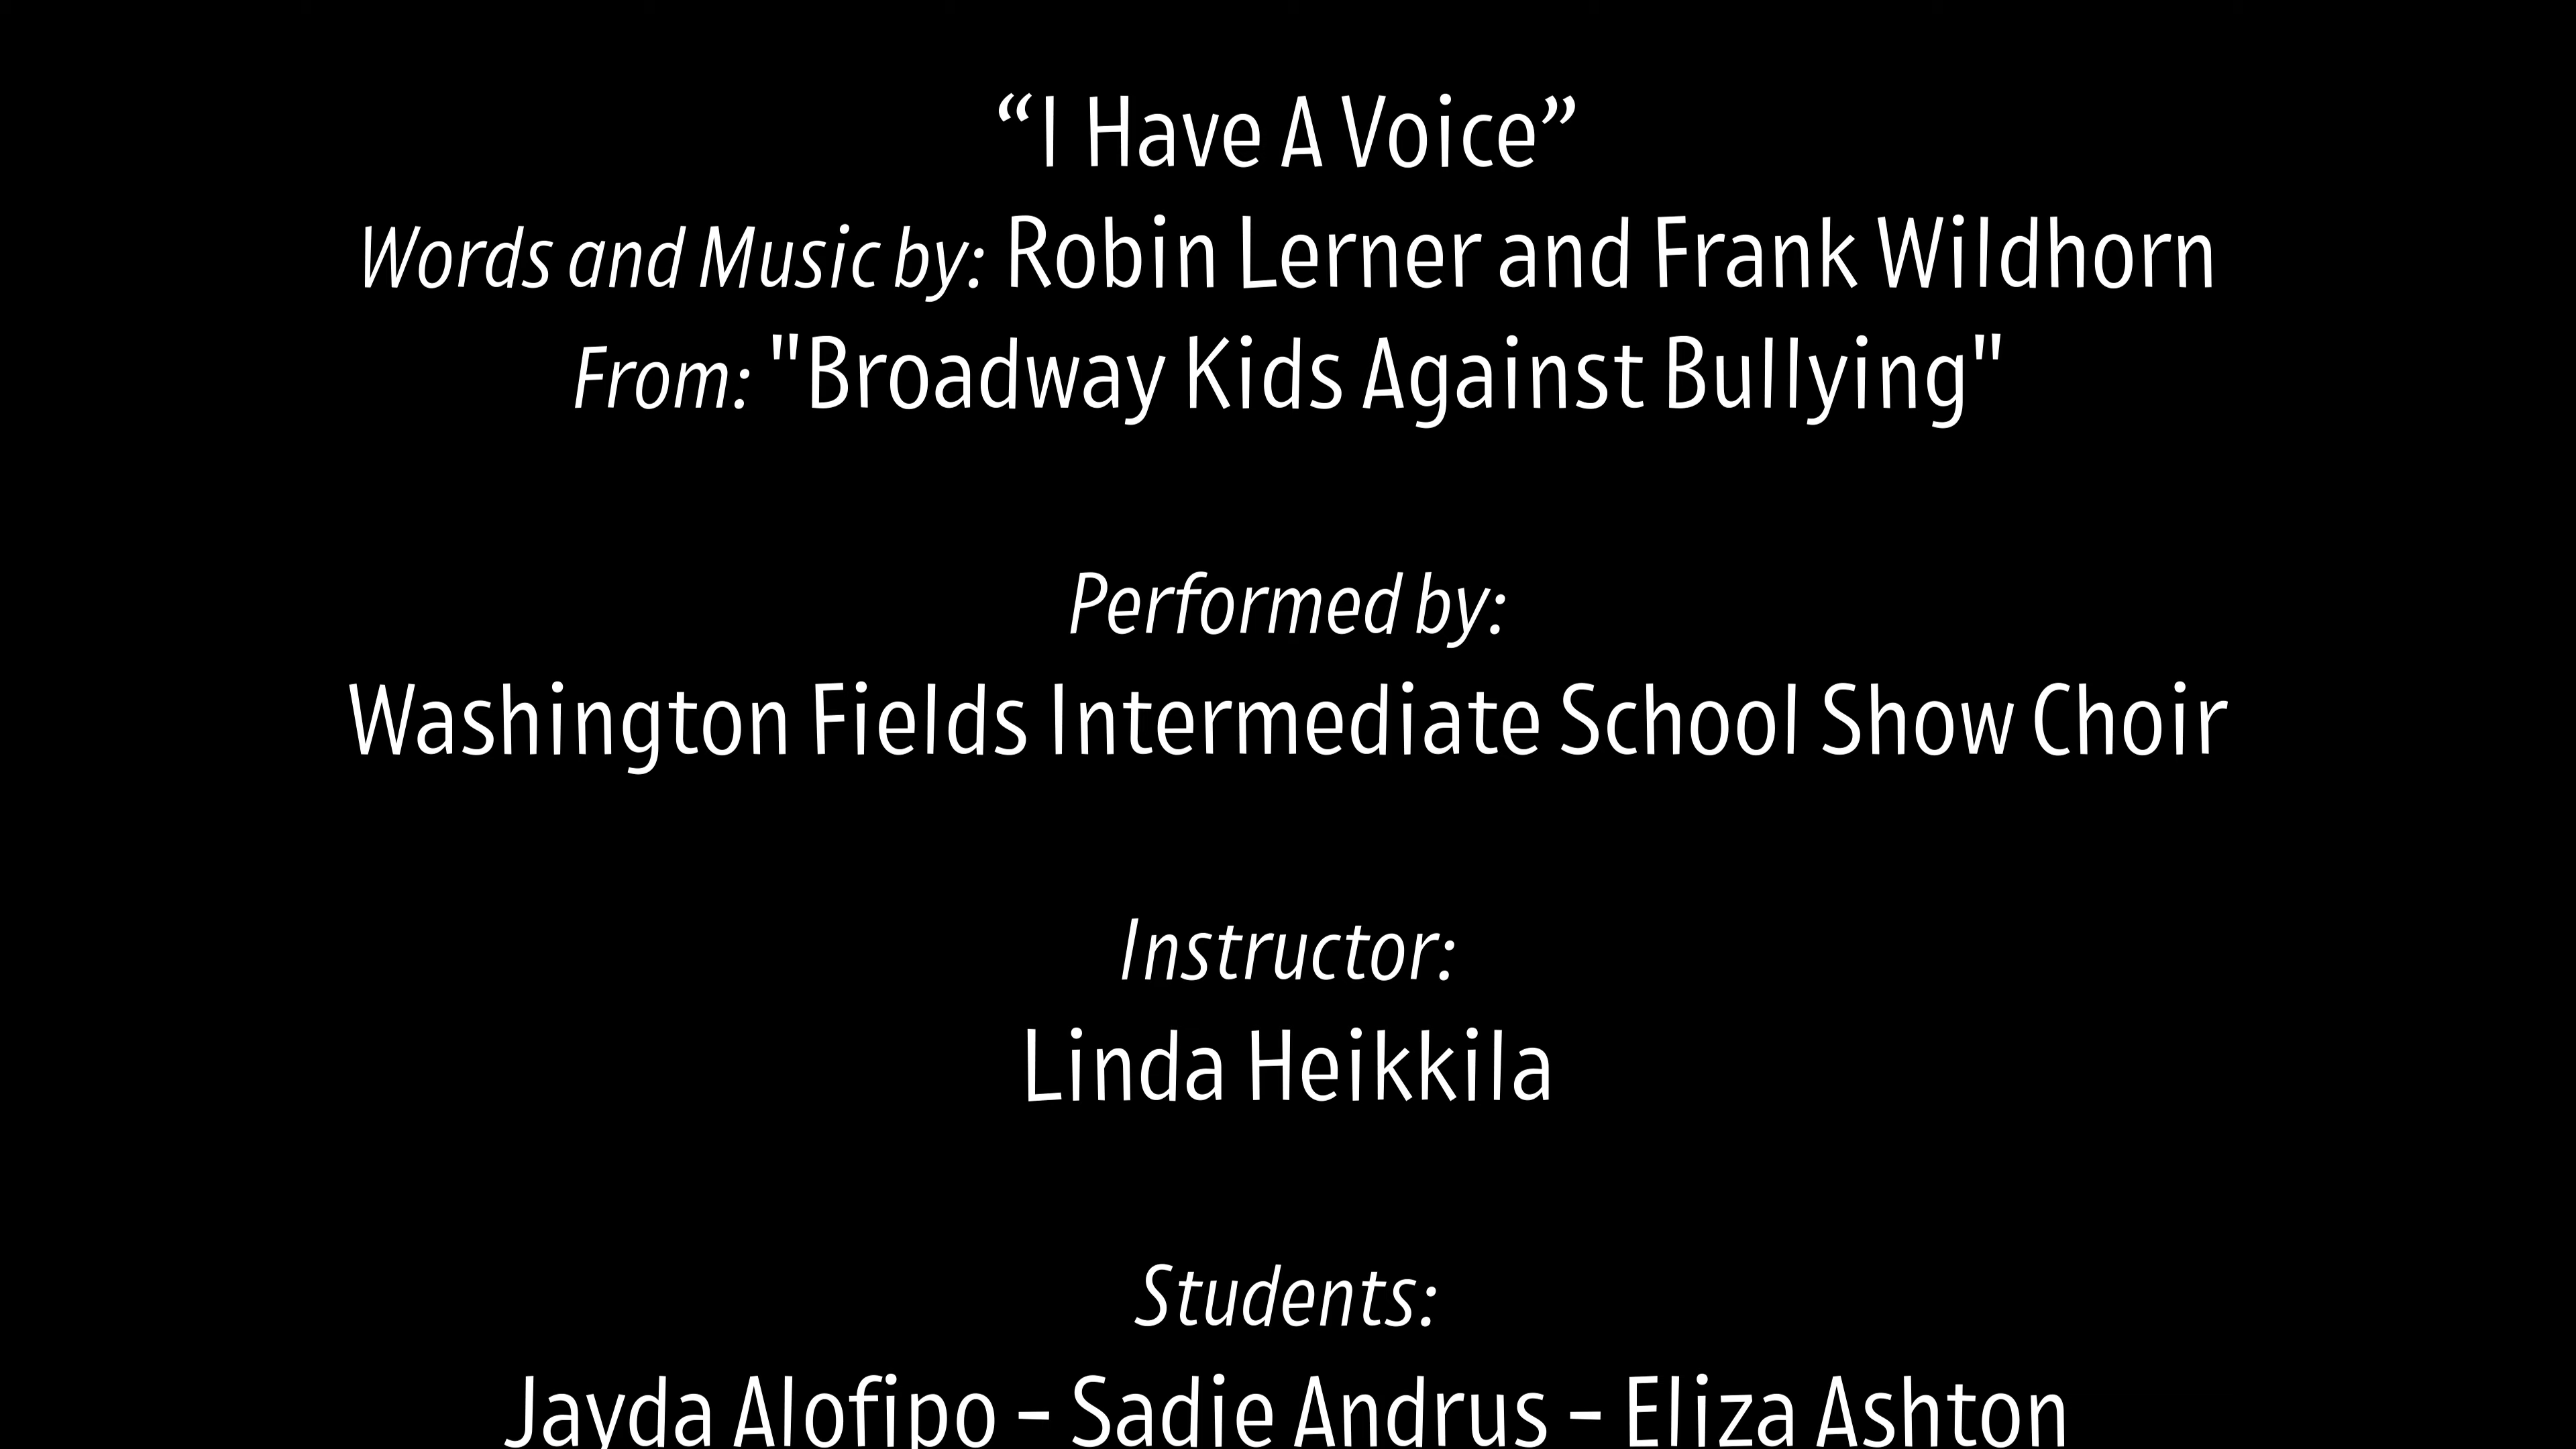 “I Have A Voice”
Words and Music by: Robin Lerner and Frank Wildhorn
From: "Broadway Kids Against Bullying"
Performed by:
Washington Fields Intermediate School Show Choir
Instructor:
Linda Heikkila
Students:
Jayda Alofipo - Sadie Andrus - Eliza Ashton